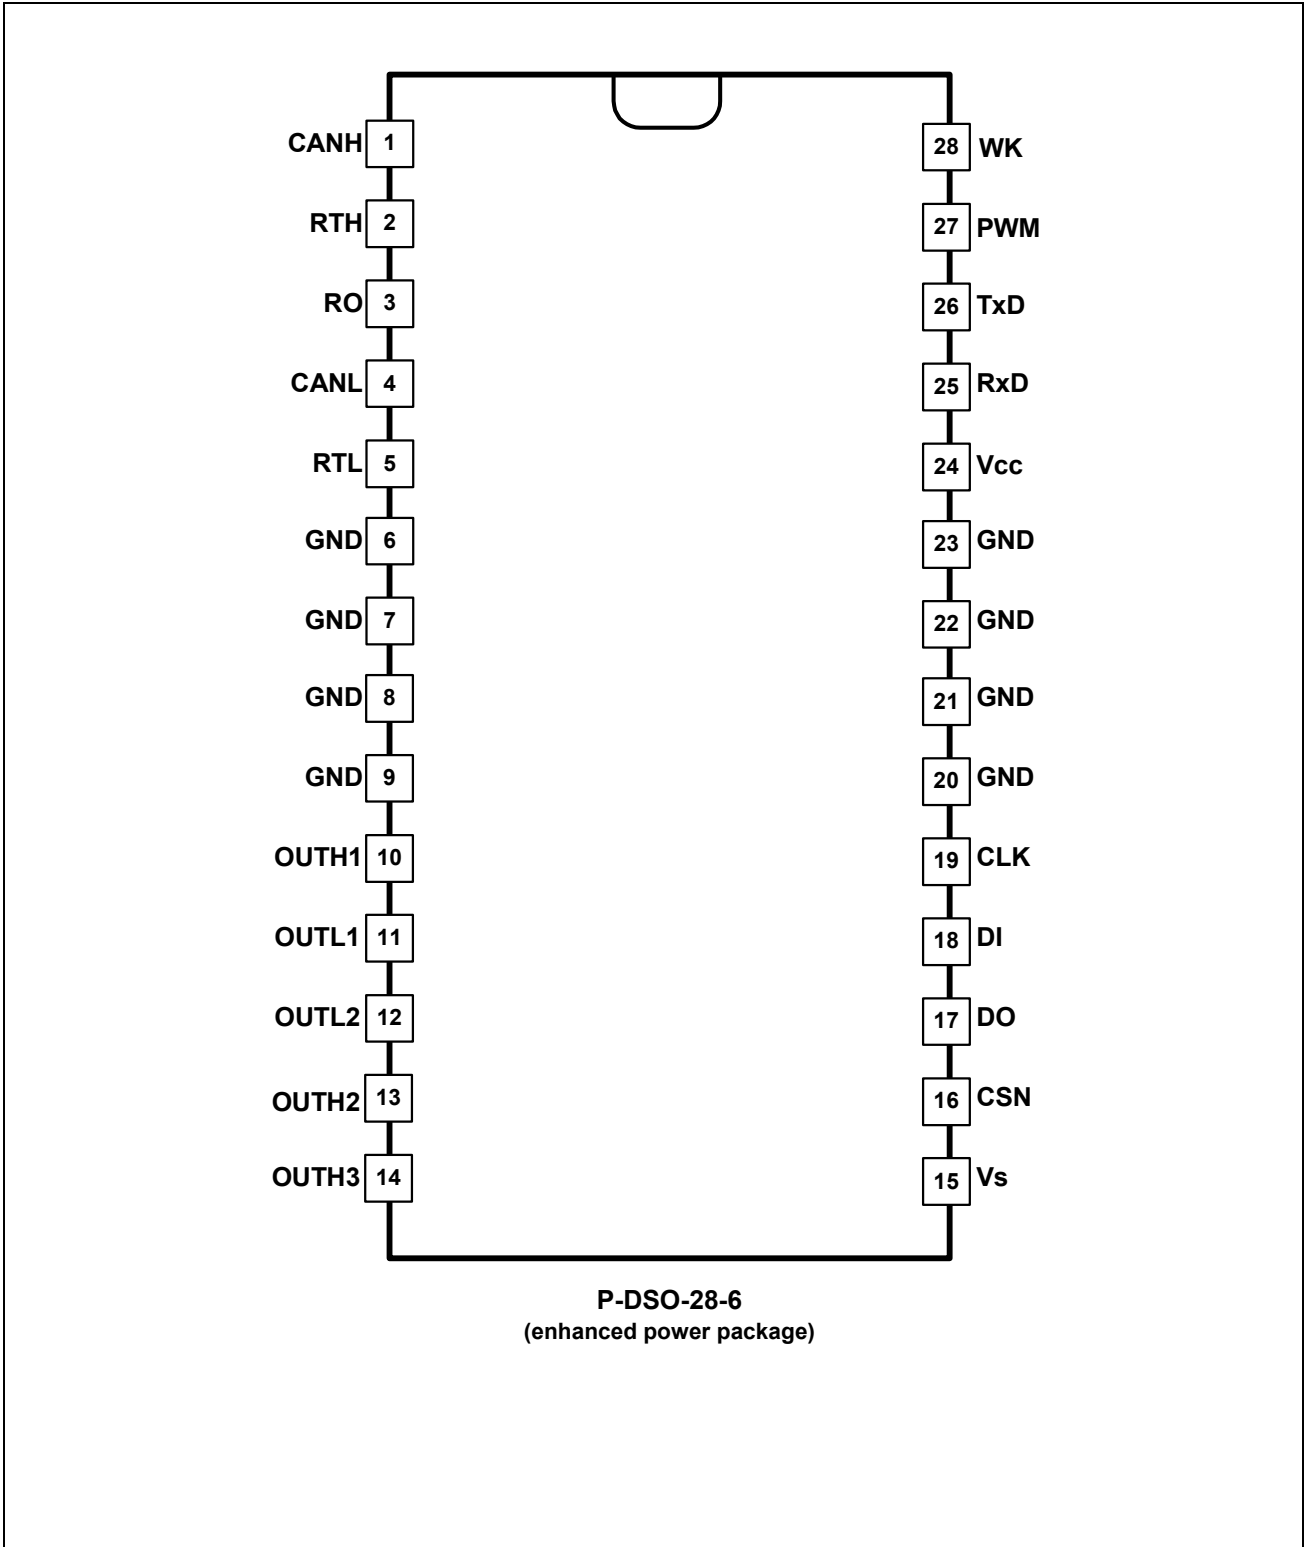 CANH 1 28 WK
RTH 2 27 PWM
RO 3 26 TxD
CANL 4 25 RxD
RTL 5 24 Vcc
GND 6 23 GND
GND 7 22 GND
GND 8 21 GND
GND 9 20 GND
OUTH1 10 19 CLK
OUTL1 11 18 DI
OUTL2 12 17 DO
OUTH2 13 16 CSN
OUTH3 14 15 Vs
P-DSO-28-6
(enhanced power package)